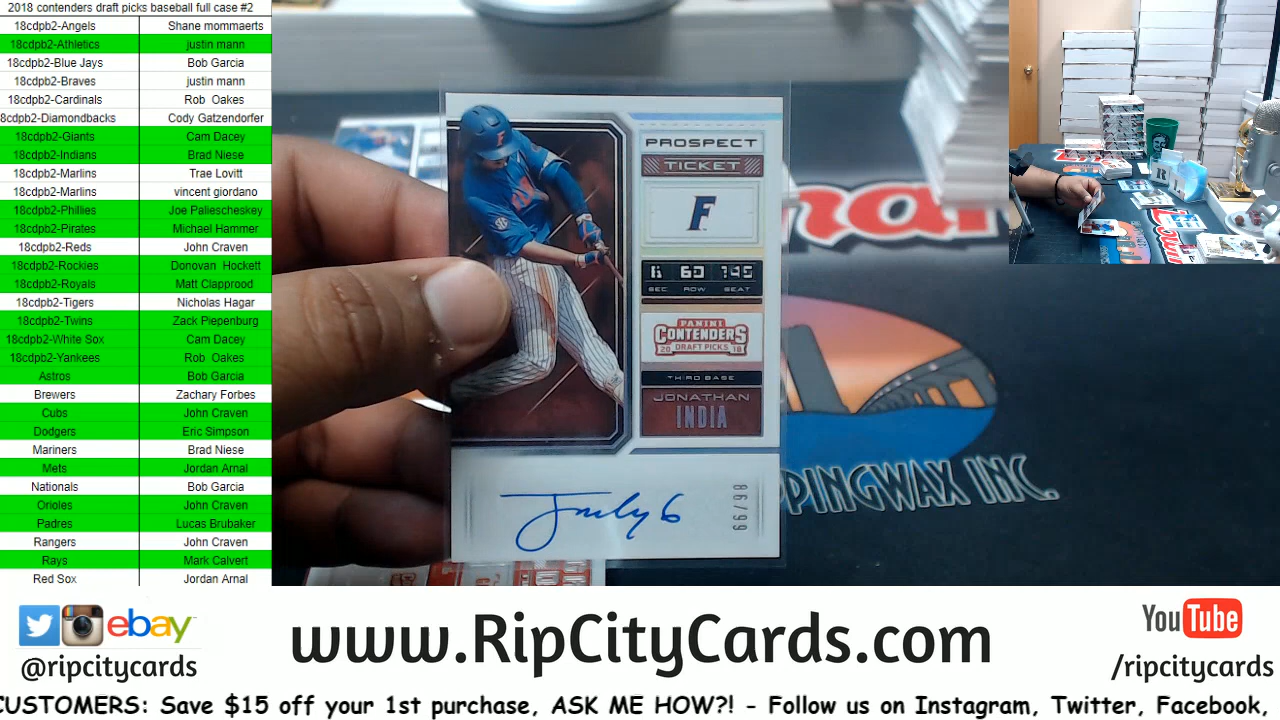 2018 contenders draft picks baseball full case #2
18cdpb2-Angels Shane mommaerts
18cdpb2-Athletics justin mann
18cdpb2-Blue Jays Bob Garcia
18cdpb2-Braves justin mann
18cdpb2-Cardinals Rob Oakes
18cdpb2-Diamondbacks Cody Gatzendorfer
18cdpb2-Giants Cam Dacey
18cdpb2-Indians Brad Niese
18cdpb2-Marlins Trae Lovitt
18cdpb2-Marlins vincent giordano
18cdpb2-Phillies Joe Paliescheskey
18cdpb2-Pirates Michael Hammer
18cdpb2-Reds John Craven
18cdpb2-Rockies Donovan Hockett
18cdpb2-Royals Matt Clapprood
18cdpb2-Tigers Nicholas Hagar
18cdpb2-Twins Zack Piepenburg
18cdpb2-White Sox Cam Dacey
18cdpb2-Yankees Rob Oakes
Astros Bob Garcia
Brewers Zachary Forbes
Cubs John Craven
Dodgers Eric Simpson
Mariners Brad Niese
Mets Jordan Arnal
Nationals Bob Garcia
Orioles John Craven
Padres Lucas Brubaker
Rangers John Craven
Rays Mark Calvert
Red Sox Jordan Arnal
PROSPECT
TICKET
F
SEC ROW SEAT
PANINI
CONTENDERS
20 DRAFT PICKS 18
THIRD BASE
JONATHAN
INDIA
6
86/99
PPINGWAX INC.
ebay
@ripcitycards
www.RipCityCards.com
YouTube
/ripcitycards
CUSTOMERS: Save $15 off your 1st purchase, ASK ME HOW?! - Follow us on Instagram, Twitter, Facebook,